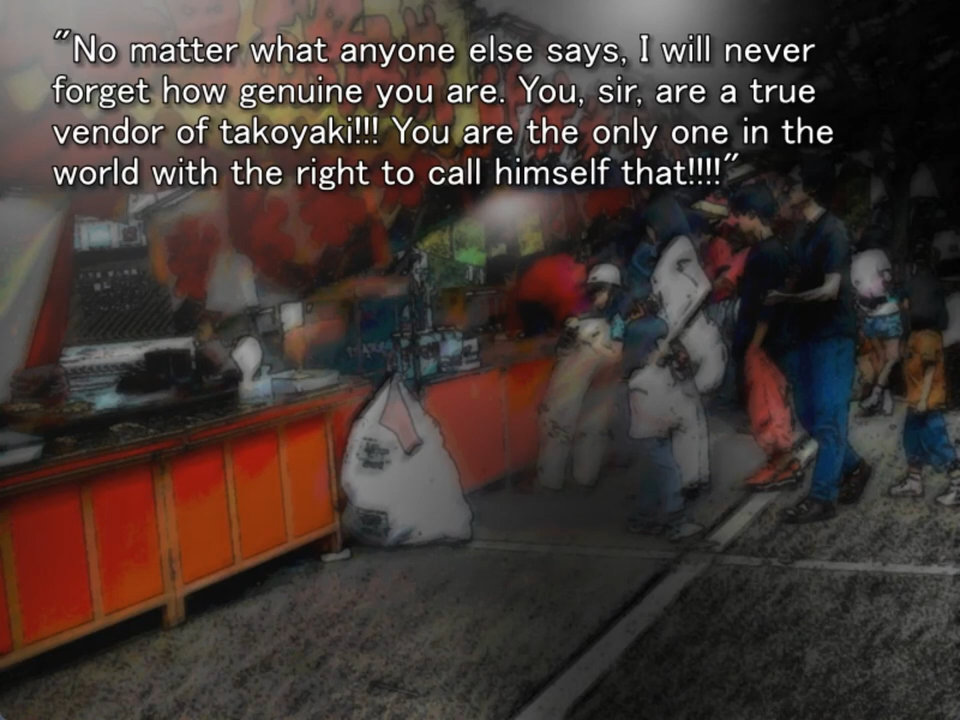 "No matter what anyone else says, I will never
forget how genuine you are. You, sir, are a true
vendor of takoyaki!!! You are the only one in the
world with the right to call himself that!!!!"